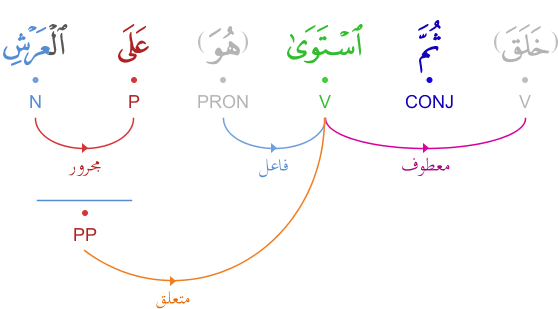 (خَلَقَ) ثُمَّ ٱسْتَوَىٰ (هُوَ) عَلَى ٱلْعَرْشِ
V CONJ V PRON P N
معطوف فاعل مجرور
PP
متعلق